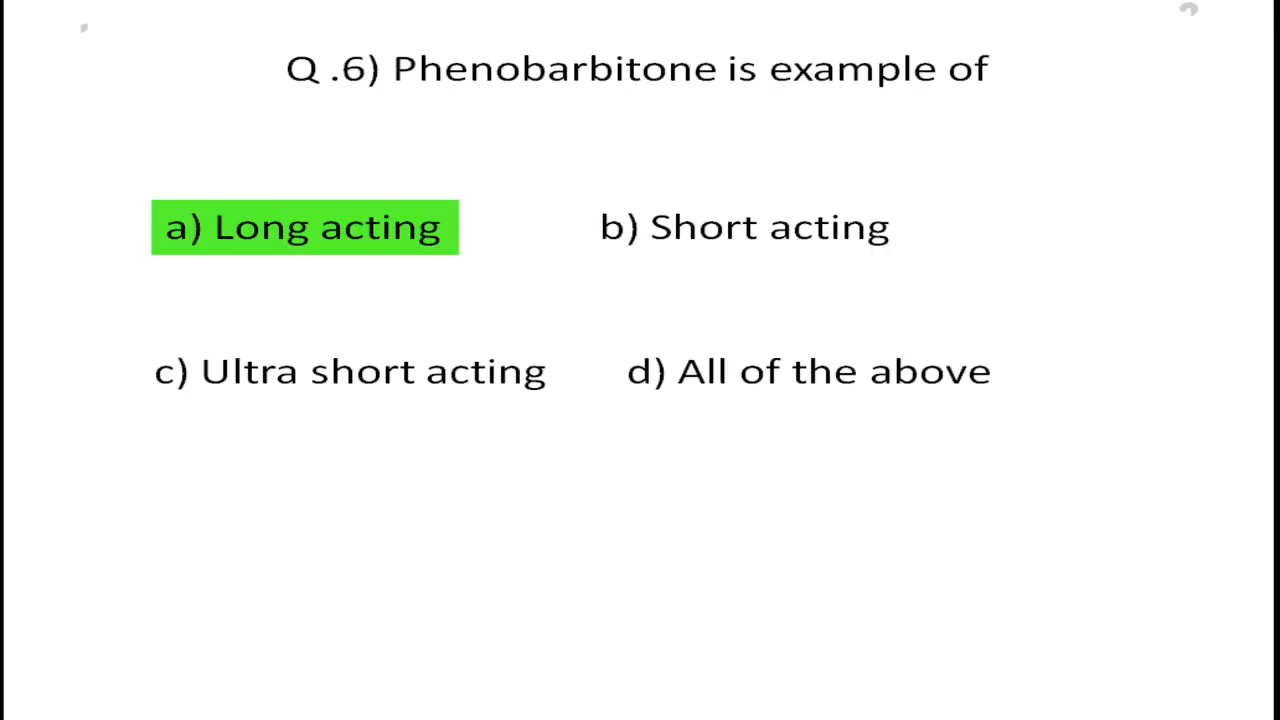 Q .6) Phenobarbitone is example of
a) Long acting
b) Short acting
c) Ultra short acting
d) All of the above